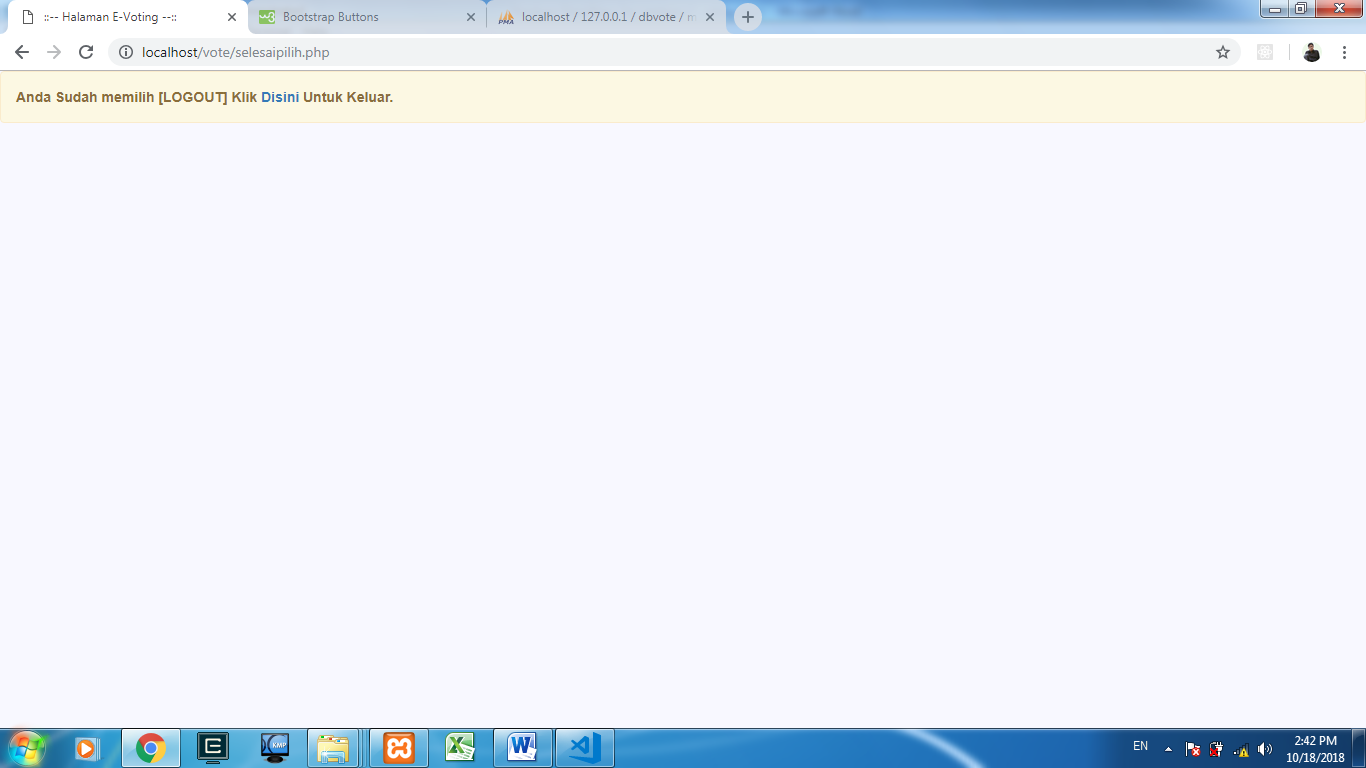 ::-- Halaman E-Voting --::
Bootstrap Buttons
localhost / 127.0.0.1 / dbvote / m
localhost/vote/selesaipilih.php
Anda Sudah memilih [LOGOUT] Klik Disini Untuk Keluar.
EN
2:42 PM
10/18/2018